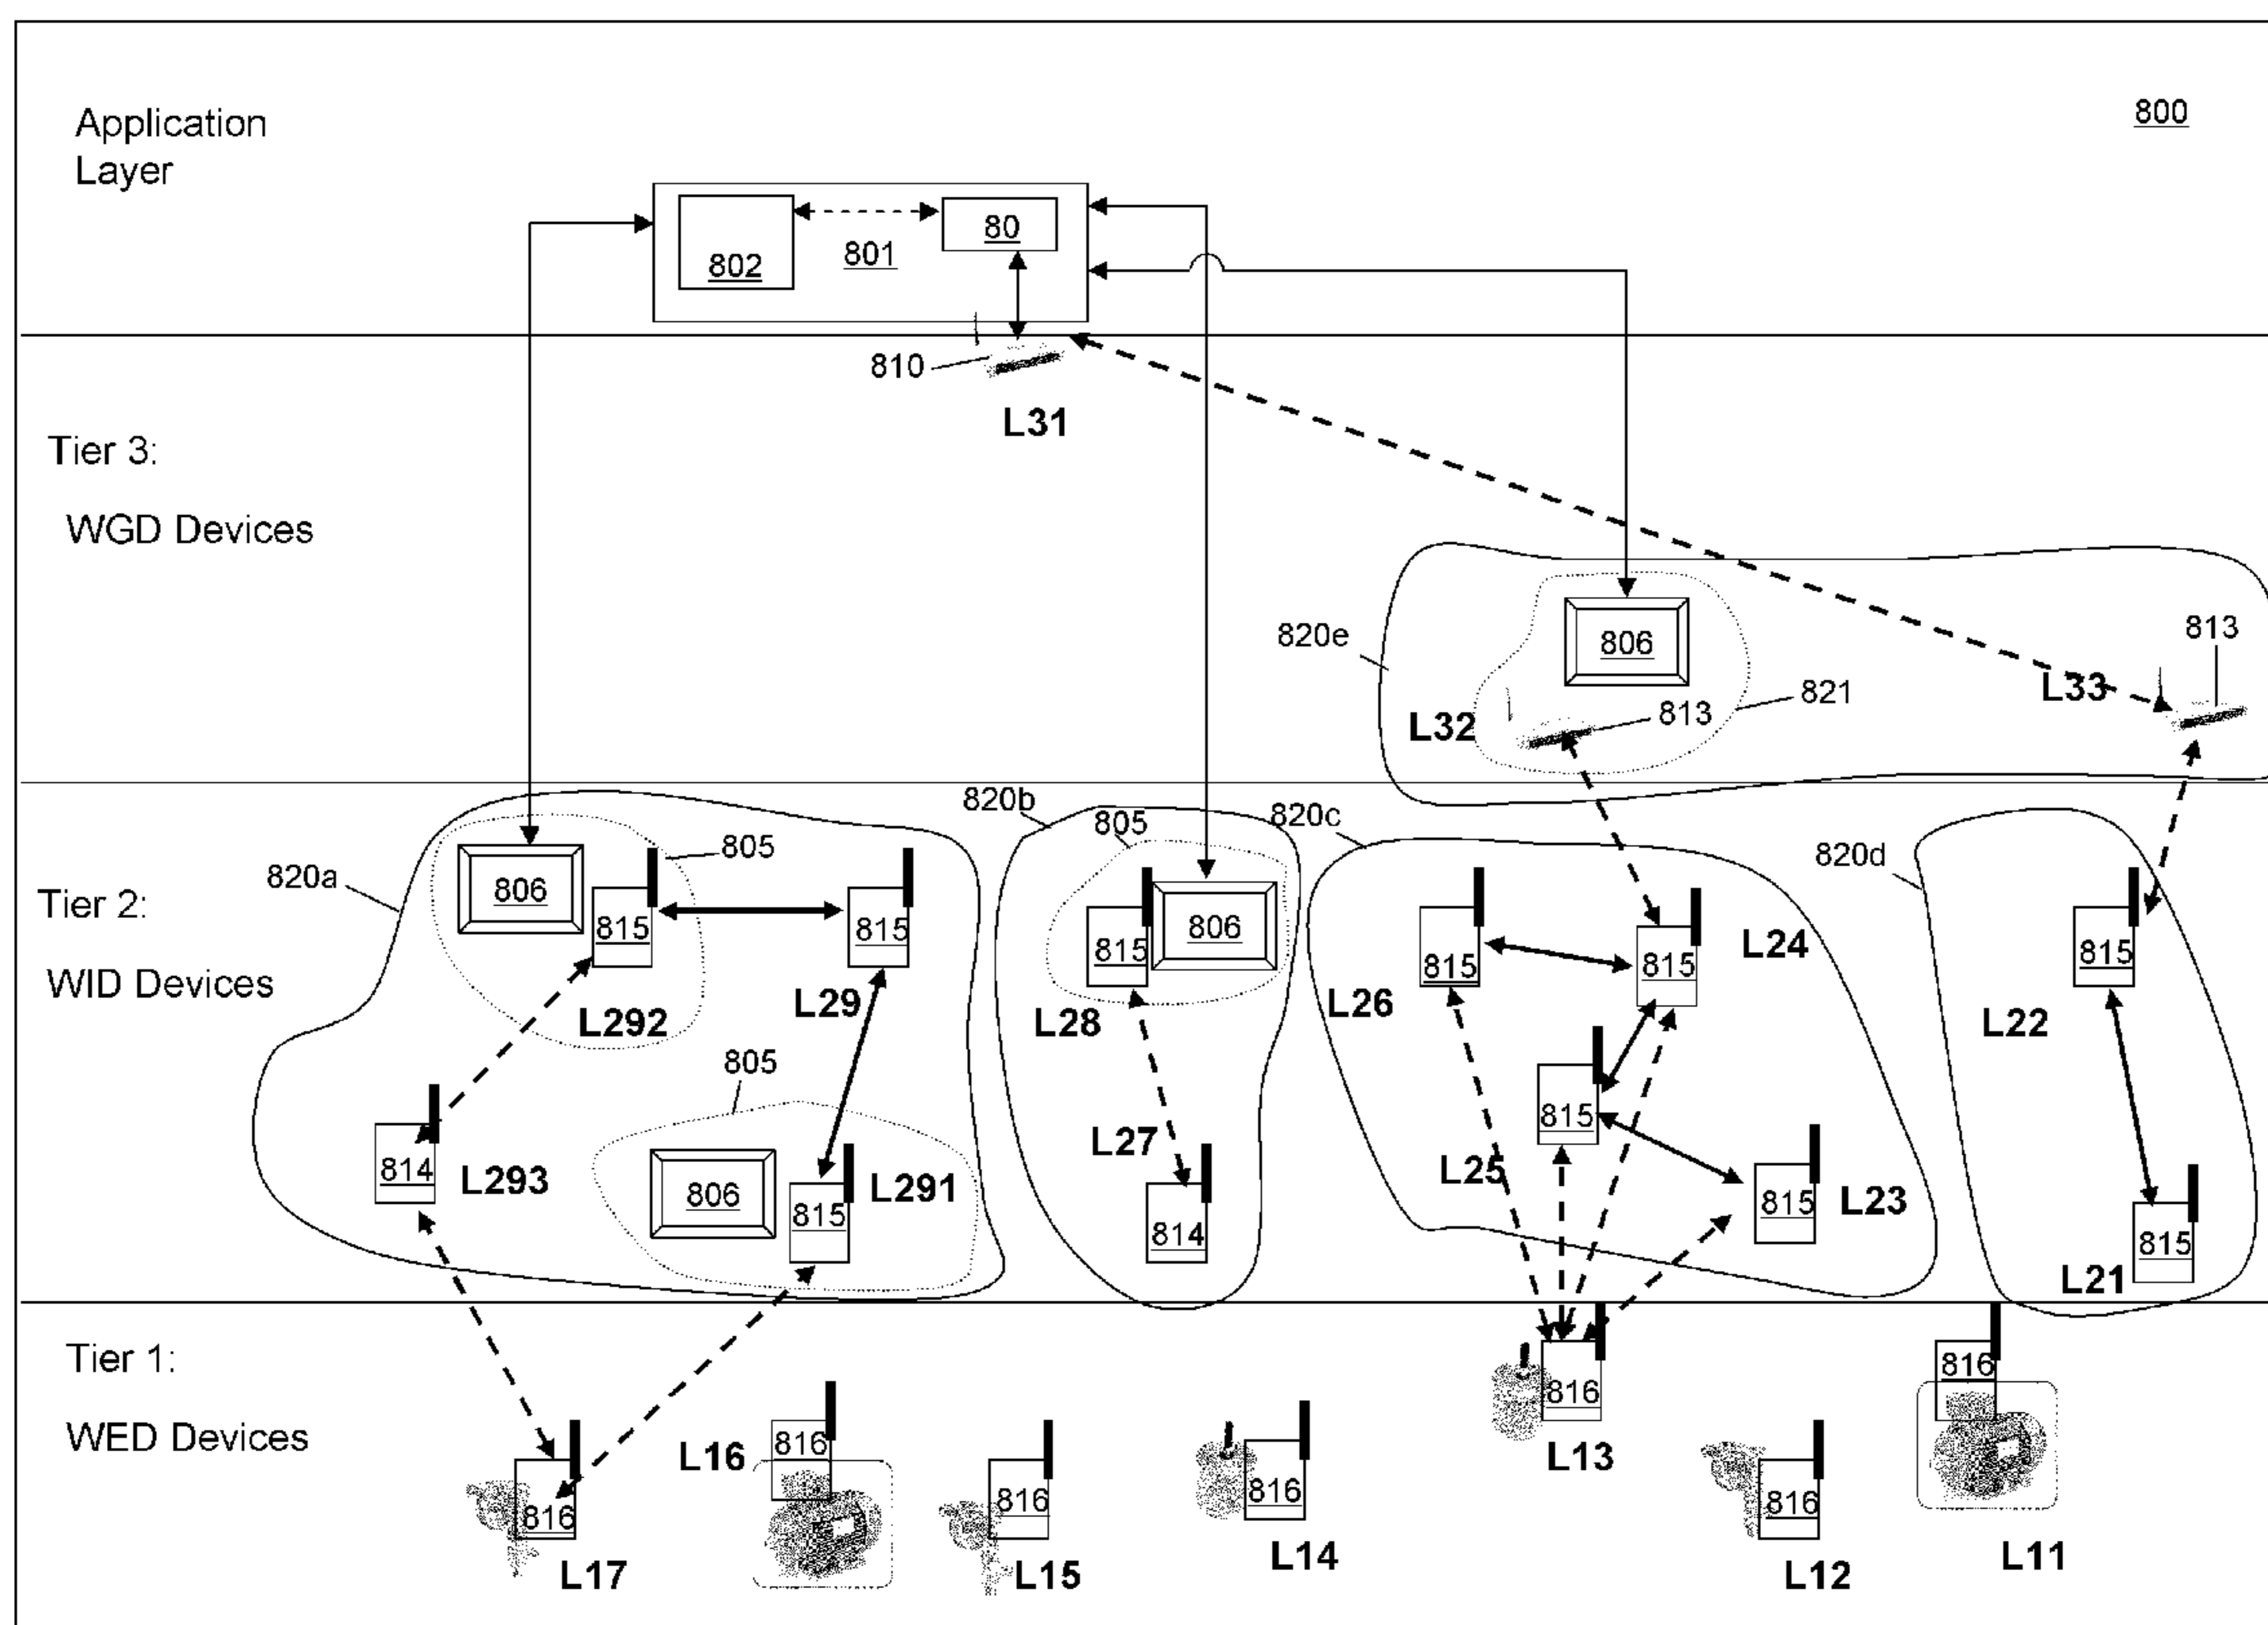 Application
Layer
800
802
801
80
810
L31
Tier 3:
WGD Devices
820e
806
813
821
L32
813
L33
820a
806
805
815
815
L292
L29
805
814
L293
806
815
L291
820b
805
815
806
L28
L27
814
820c
815
L26
815
L24
815
L25
815
L23
820d
815
L22
815
L21
Tier 2:
WID Devices
Tier 1:
WED Devices
816
L17
L16
816
816
L15
816
L14
816
L13
816
L12
816
L11